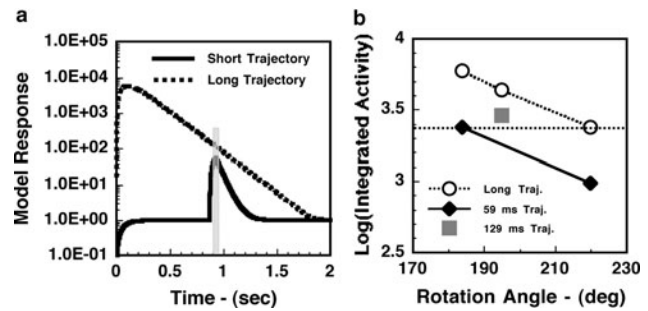 a
Model Response
1.0E+05
1.0E+04
1.0E+03
1.0E+02
1.0E+01
1.0E+00
1.0E-01
Short Trajectory
Long Trajectory
0
0.5
1
1.5
2
Time - (sec)
b
Log(Integrated Activity)
4
3.5
3
2.5
Long Traj.
59 ms Traj.
129 ms Traj.
170
190
210
230
Rotation Angle - (deg)